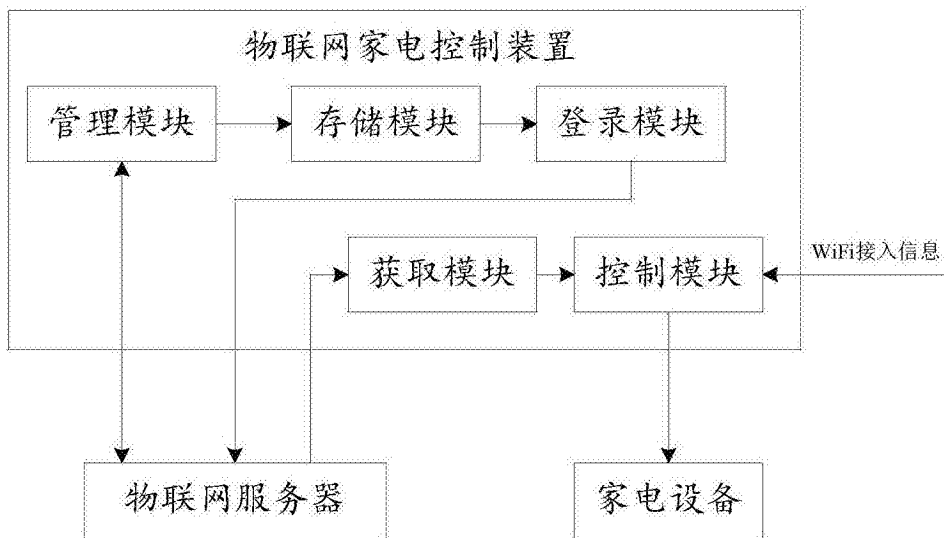 物联网家电控制装置
管理模块
存储模块
登录模块
获取模块
控制模块
WiFi接入信息
物联网服务器
家电设备